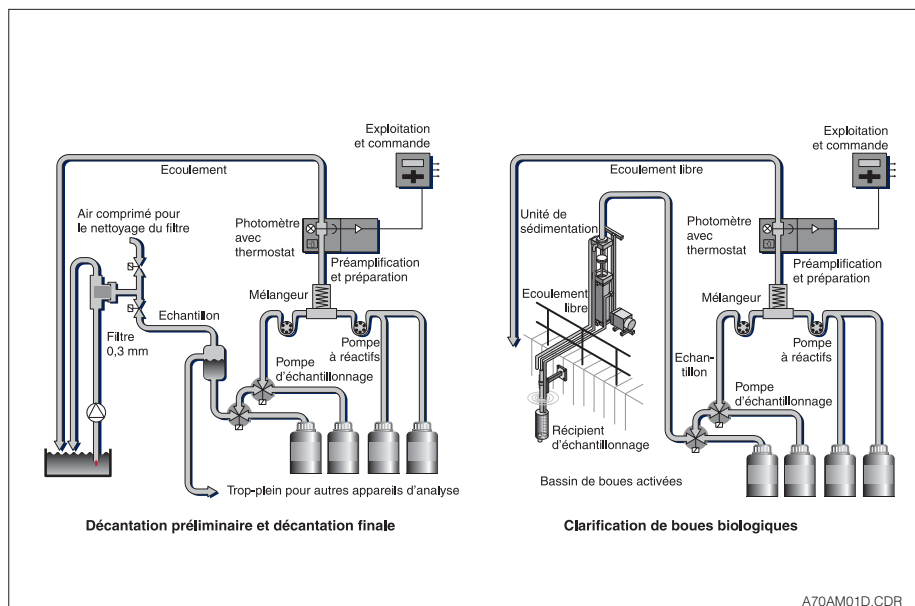 Exploitation
et commande
Ecoulement
Air comprimé pour
le nettoyage du filtre
Photomètre
avec
thermostat
Préamplification
et préparation
Mélangeur
Echantillon
Filtre
0,3 mm
Pompe
à réactifs
Pompe
d'échantillonnage
Trop-plein pour autres appareils d'analyse
Décantation préliminaire et décantation finale
Exploitation
et commande
Ecoulement libre
Unité de
sédimentation
Photomètre
avec
thermostat
Préamplification
et préparation
Mélangeur
Ecoulement
libre
Pompe
à réactifs
Echan-
tillon
Pompe
d'échantillonnage
Récipient
d'échantillonnage
Bassin de boues activées
Clarification de boues biologiques
A70AM01D.CDR